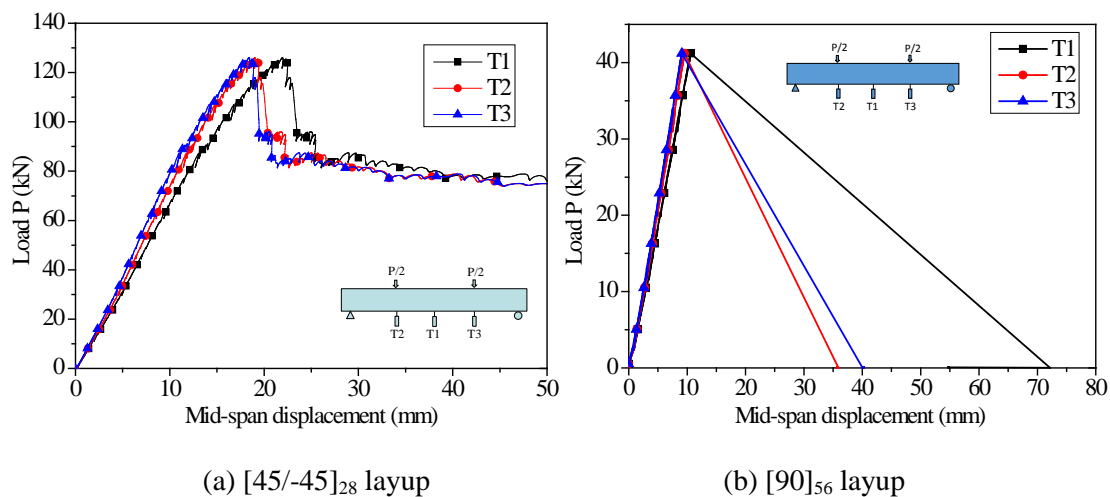 140
120
100
80
60
40
20
0
Load P (kN)
0 10 20 30 40 50
Mid-span displacement (mm)
T1
T2
T3
P/2 P/2
T2 T1 T3
(a) [45/-45]28 layup
40
30
20
10
0
Load P (kN)
0 10 20 30 40 50 60 70 80
Mid-span displacement (mm)
T1
T2
T3
P/2 P/2
T2 T1 T3
(b) [90]56 layup